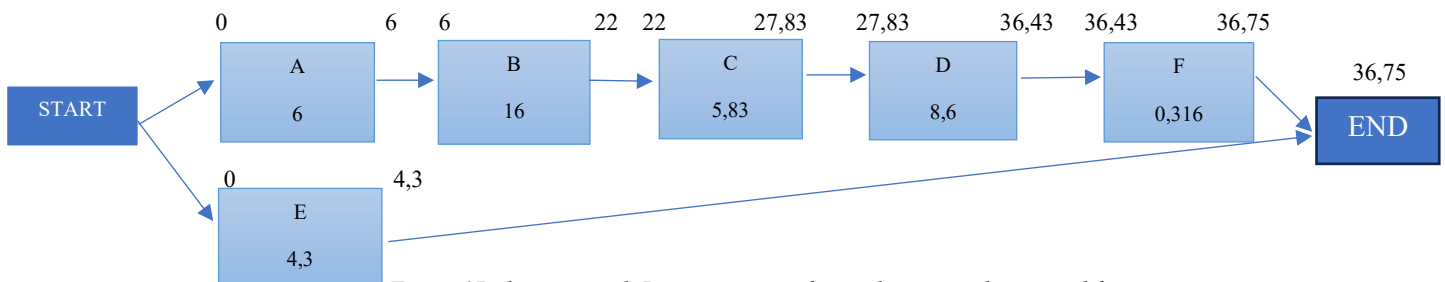 0 6 6 22 22 27,83 27,83 36,43 36,43 36,75
A B C D F 36,75
START 6 16 5,83 8,6 0,316 END
0 4,3
E
4,3